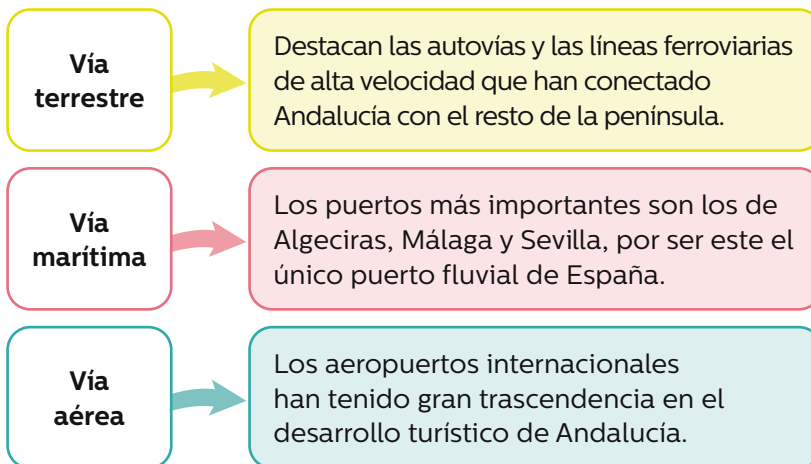 Vía
terrestre
Destacan las autovías y las líneas ferroviarias
de alta velocidad que han conectado
Andalucía con el resto de la península.
Vía
marítima
Los puertos más importantes son los de
Algeciras, Málaga y Sevilla, por ser este el
único puerto fluvial de España.
Vía
aérea
Los aeropuertos internacionales
han tenido gran trascendencia en el
desarrollo turístico de Andalucía.